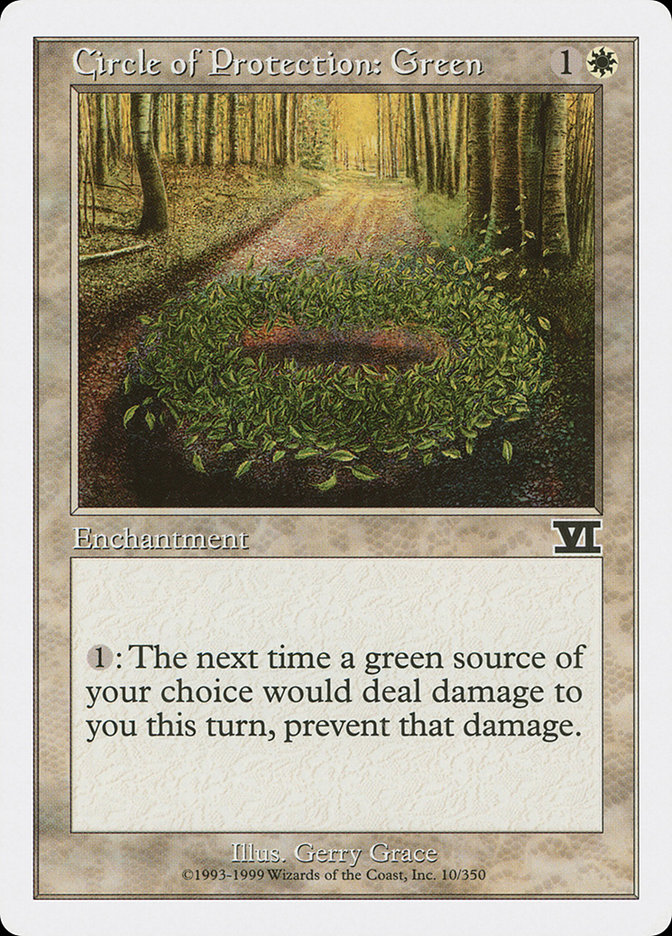 Circle of Protection: Green 1
Enchantment VI
1: The next time a green source of
your choice would deal damage to
you this turn, prevent that damage.
Illus. Gerry Grace
©1993-1999 Wizards of the Coast, Inc. 10/350